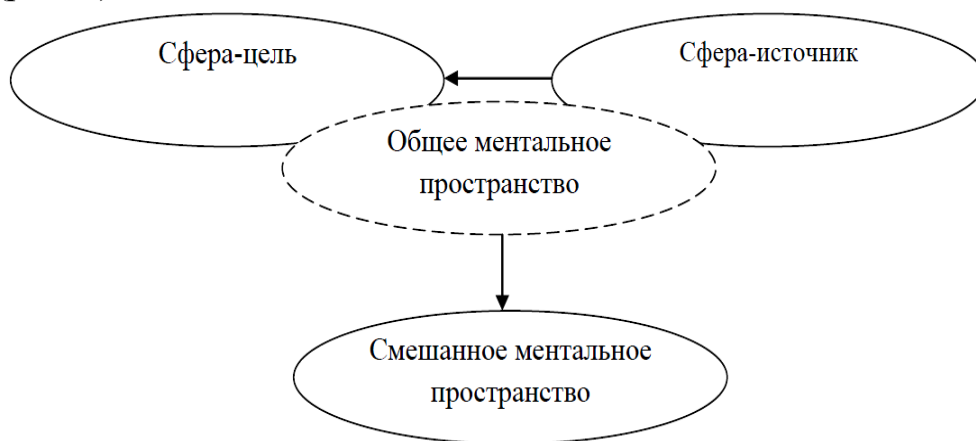 Сфера-цель
Сфера-источник
Общее ментальное
пространство
Смешанное ментальное
пространство